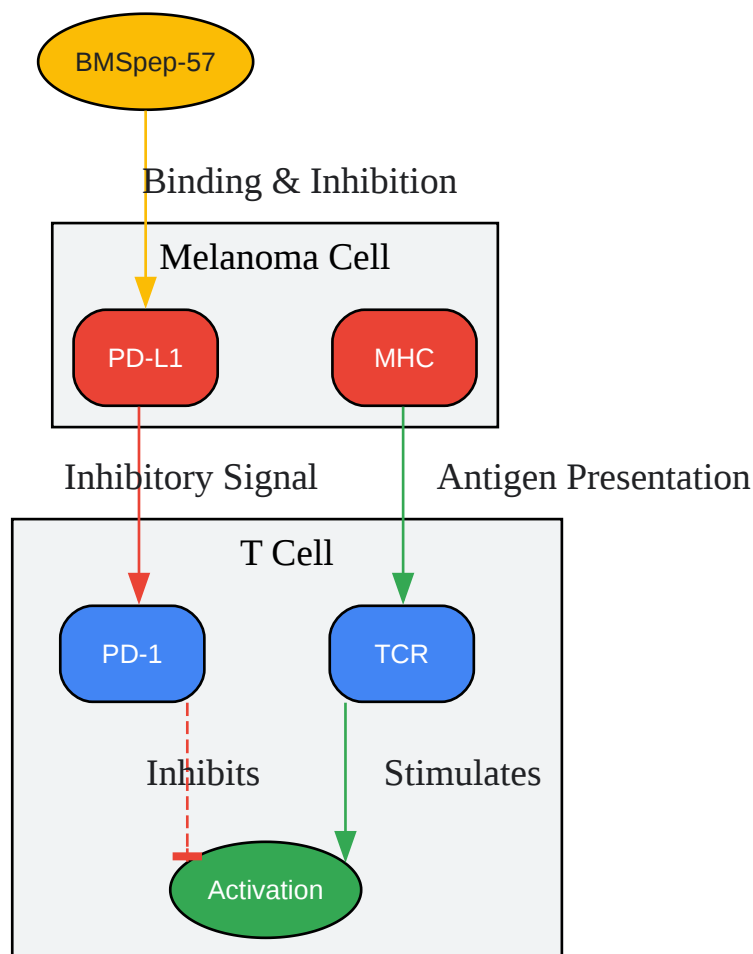 BMSpep-57
Binding & Inhibition
Melanoma Cell
PD-L1
MHC
Inhibitory Signal
Antigen Presentation
T Cell
PD-1
TCR
Inhibits
Stimulates
Activation